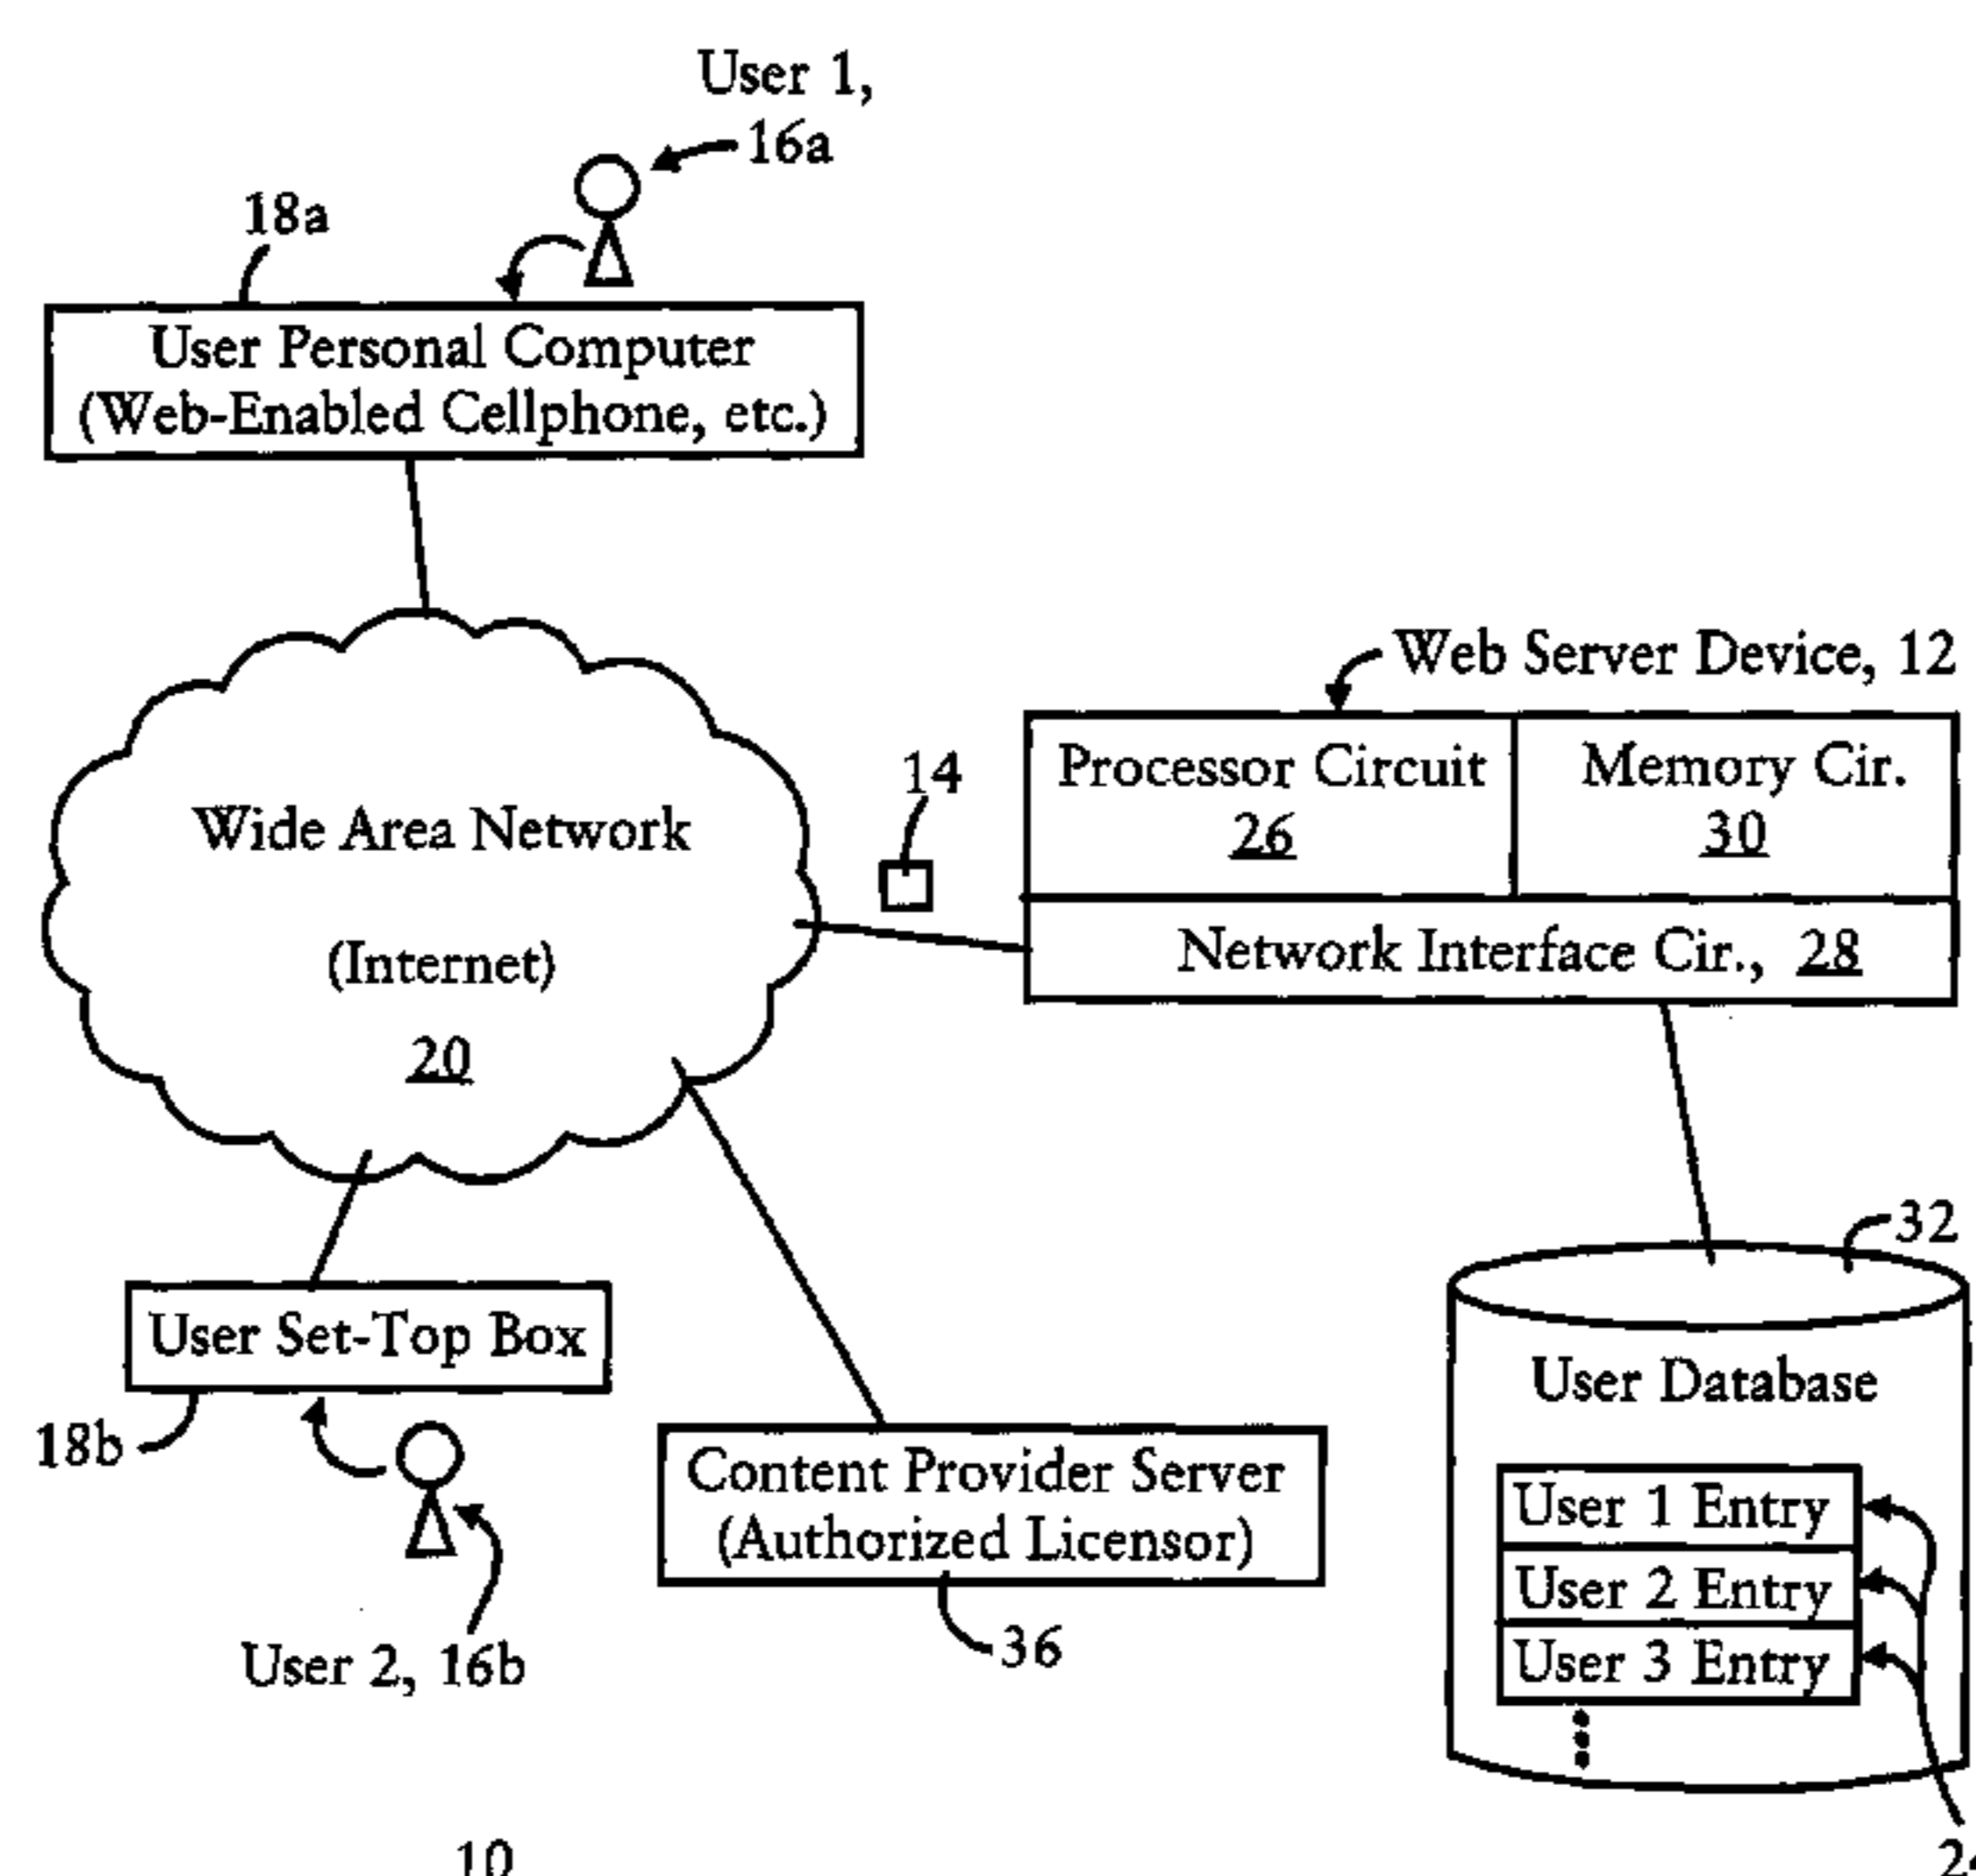 User 1,
16a
18a
User Personal Computer
(Web-Enabled Cellphone, etc.)
Web Server Device, 12
Processor Circuit
26
Memory Cir.
30
14
Network Interface Cir., 28
Wide Area Network
(Internet)
20
32
User Database
User Set-Top Box
18b
Content Provider Server
(Authorized Licensor)
User 1 Entry
User 2 Entry
User 3 Entry
36
User 2, 16b
10